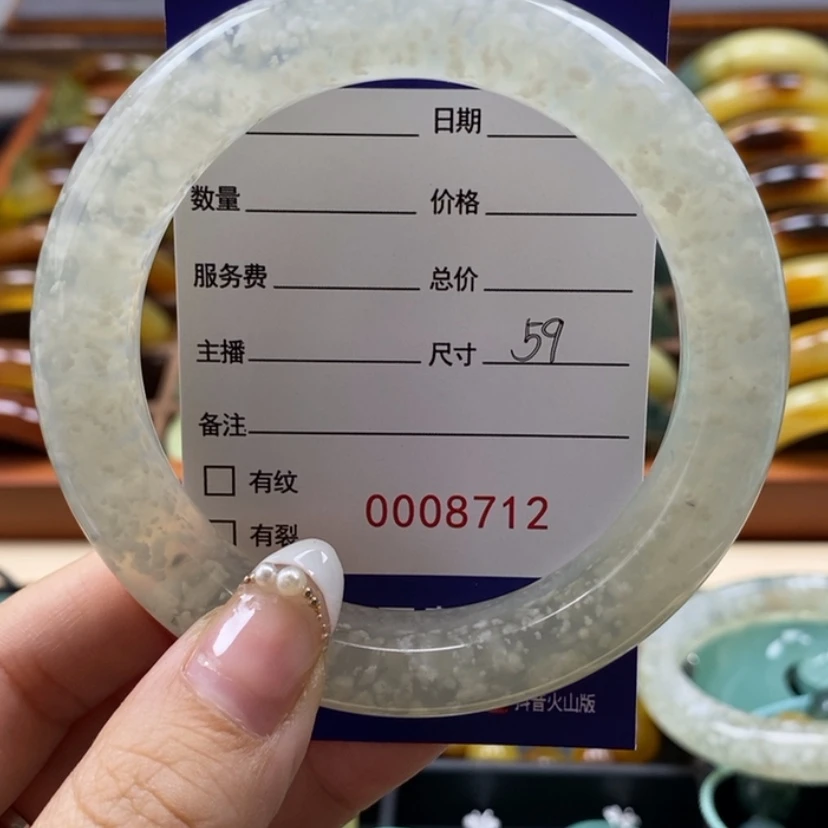 日期
数量 价格
服务费 总价
主播 尺寸 59
备注
有纹
0008712
有裂
抖音火山版